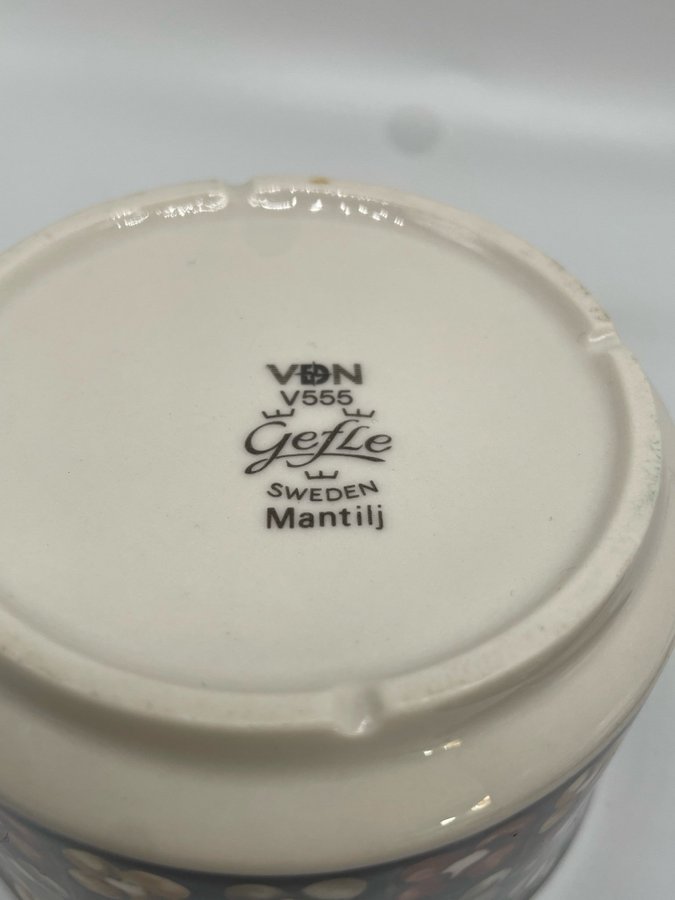 VDN
V555
Gefle
SWEDEN
Mantilj